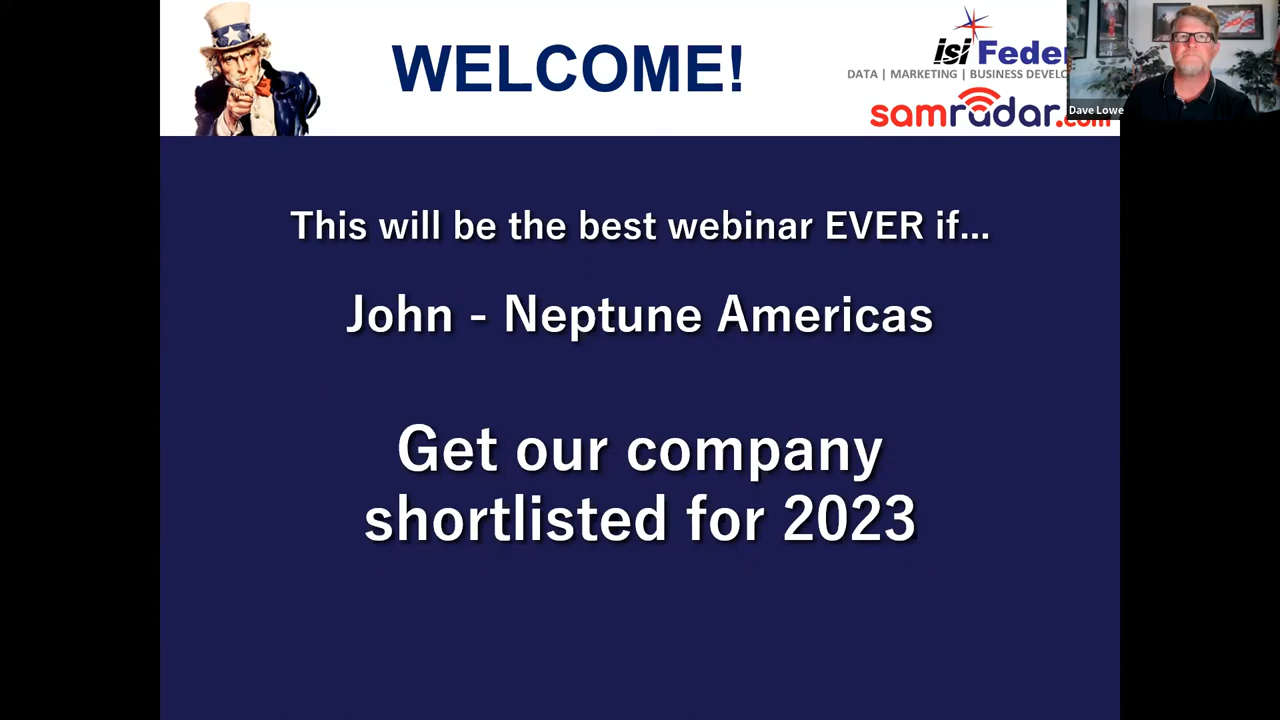 WELCOME!
isi Feder
DATA | MARKETING | BUSINESS DEVELO
samradar.com
Dave Lowe
This will be the best webinar EVER if...
John - Neptune Americas
Get our company
shortlisted for 2023